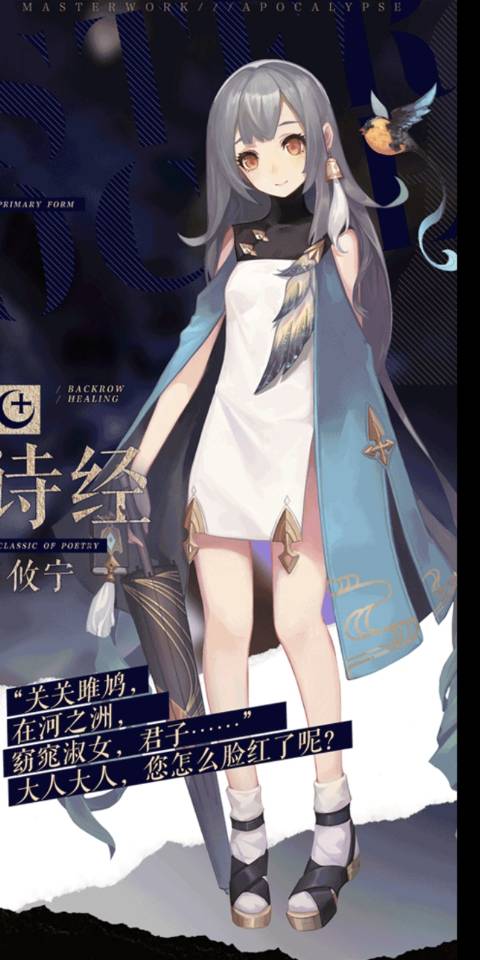 MASTERWORK///APOCALYPSE
PRIMARY FORM
/ BACKROW
/ HEALING
诗经
CLASSIC OF POETRY
攸宁
“关关雎鸠，
在河之洲，
窈窕淑女，君子……”
大人大人，您怎么脸红了呢？